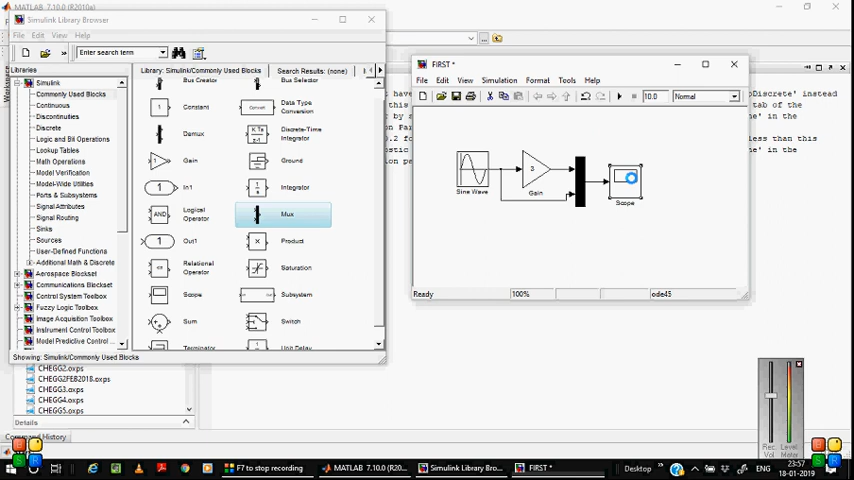 MATLAB 7.10.0 (R2010a)
Simulink Library Browser
File Edit View Help
Enter search term
Libraries
Library: Simulink/Commonly Used Blocks
Search Results: (none)
Simulink
Commonly Used Blocks
Continuous
Discontinuities
Discrete
Logic and Bit Operations
Lookup Tables
Math Operations
Model Verification
Model-Wide Utilities
Ports & Subsystems
Signal Attributes
Signal Routing
Sinks
Sources
User-Defined Functions
Additional Math & Discrete
Aerospace Blockset
Communications Blockset
Control System Toolbox
Fuzzy Logic Toolbox
Image Acquisition Toolbox
Instrument Control Toolbox
Model Predictive Control ...
Bus Creator
Bus Selector
Constant
Data Type
Conversion
Demux
Discrete-Time
Integrator
Gain
Ground
In1
Integrator
Logical
Operator
Mux
Out1
Product
Relational
Operator
Saturation
Scope
Subsystem
Sum
Switch
Terminator
Unit Delay
Showing: Simulink/Commonly Used Blocks
CHEGG2.oxps
CHEGG2FEB2018.oxps
CHEGG3.oxps
CHEGG4.oxps
CHEGG5.oxps
Details
Command History
FIRST *
File Edit View Simulation Format Tools Help
10.0
Normal
3
Sine Wave
Gain
Scope
Ready
100%
ode45
Discrete' instead
tab of the
' in the
less than this
' in the
Rec.
Vol
Level
Meter
F7 to stop recording
MATLAB 7.10.0 (R20...
Simulink Library Bro...
FIRST *
Desktop
ENG
23:57
18-01-2019